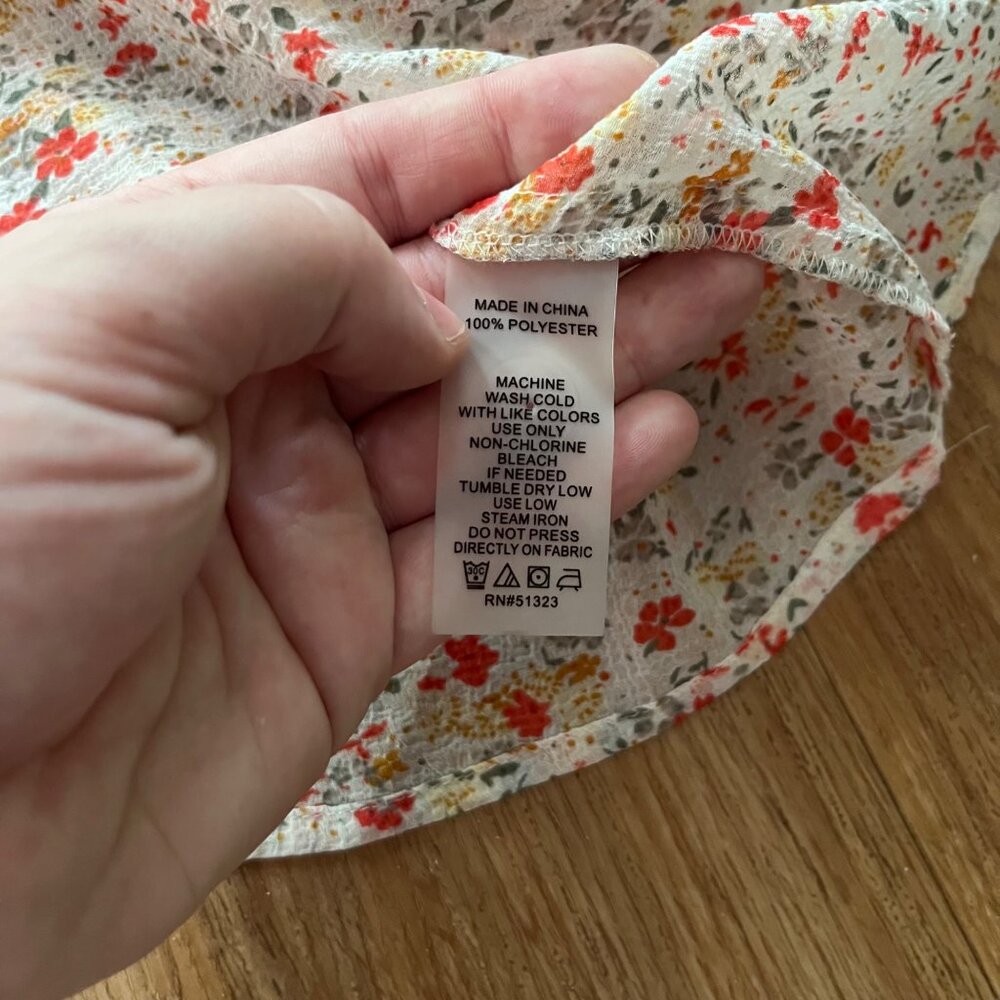 MADE IN CHINA
100% POLYESTER
MACHINE
WASH COLD
WITH LIKE COLORS
USE ONLY
NON-CHLORINE
BLEACH
IF NEEDED
TUMBLE DRY LOW
USE LOW
STEAM IRON
DO NOT PRESS
DIRECTLY ON FABRIC
30C
RN#51323